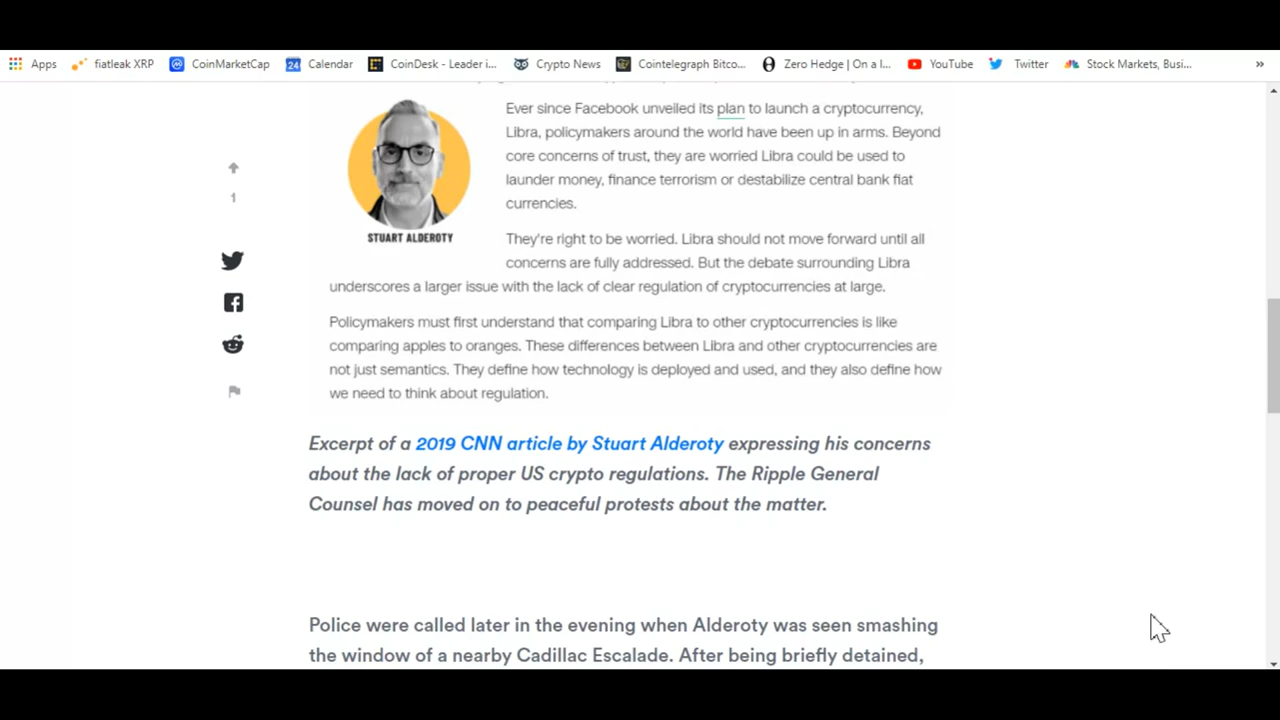 Apps fiatleak XRP CoinMarketCap Calendar CoinDesk - Leader i... Crypto News Cointelegraph Bitco... Zero Hedge | On a l... YouTube Twitter Stock Markets, Busi... »
24
Ever since Facebook unveiled its plan to launch a cryptocurrency,
Libra, policymakers around the world have been up in arms. Beyond
core concerns of trust, they are worried Libra could be used to
launder money, finance terrorism or destabilize central bank fiat
currencies.
1
STUART ALDEROTY
They're right to be worried. Libra should not move forward until all
concerns are fully addressed. But the debate surrounding Libra
underscores a larger issue with the lack of clear regulation of cryptocurrencies at large.
Policymakers must first understand that comparing Libra to other cryptocurrencies is like
comparing apples to oranges. These differences between Libra and other cryptocurrencies are
not just semantics. They define how technology is deployed and used, and they also define how
we need to think about regulation.
Excerpt of a 2019 CNN article by Stuart Alderoty expressing his concerns
about the lack of proper US crypto regulations. The Ripple General
Counsel has moved on to peaceful protests about the matter.
Police were called later in the evening when Alderoty was seen smashing
the window of a nearby Cadillac Escalade. After being briefly detained,